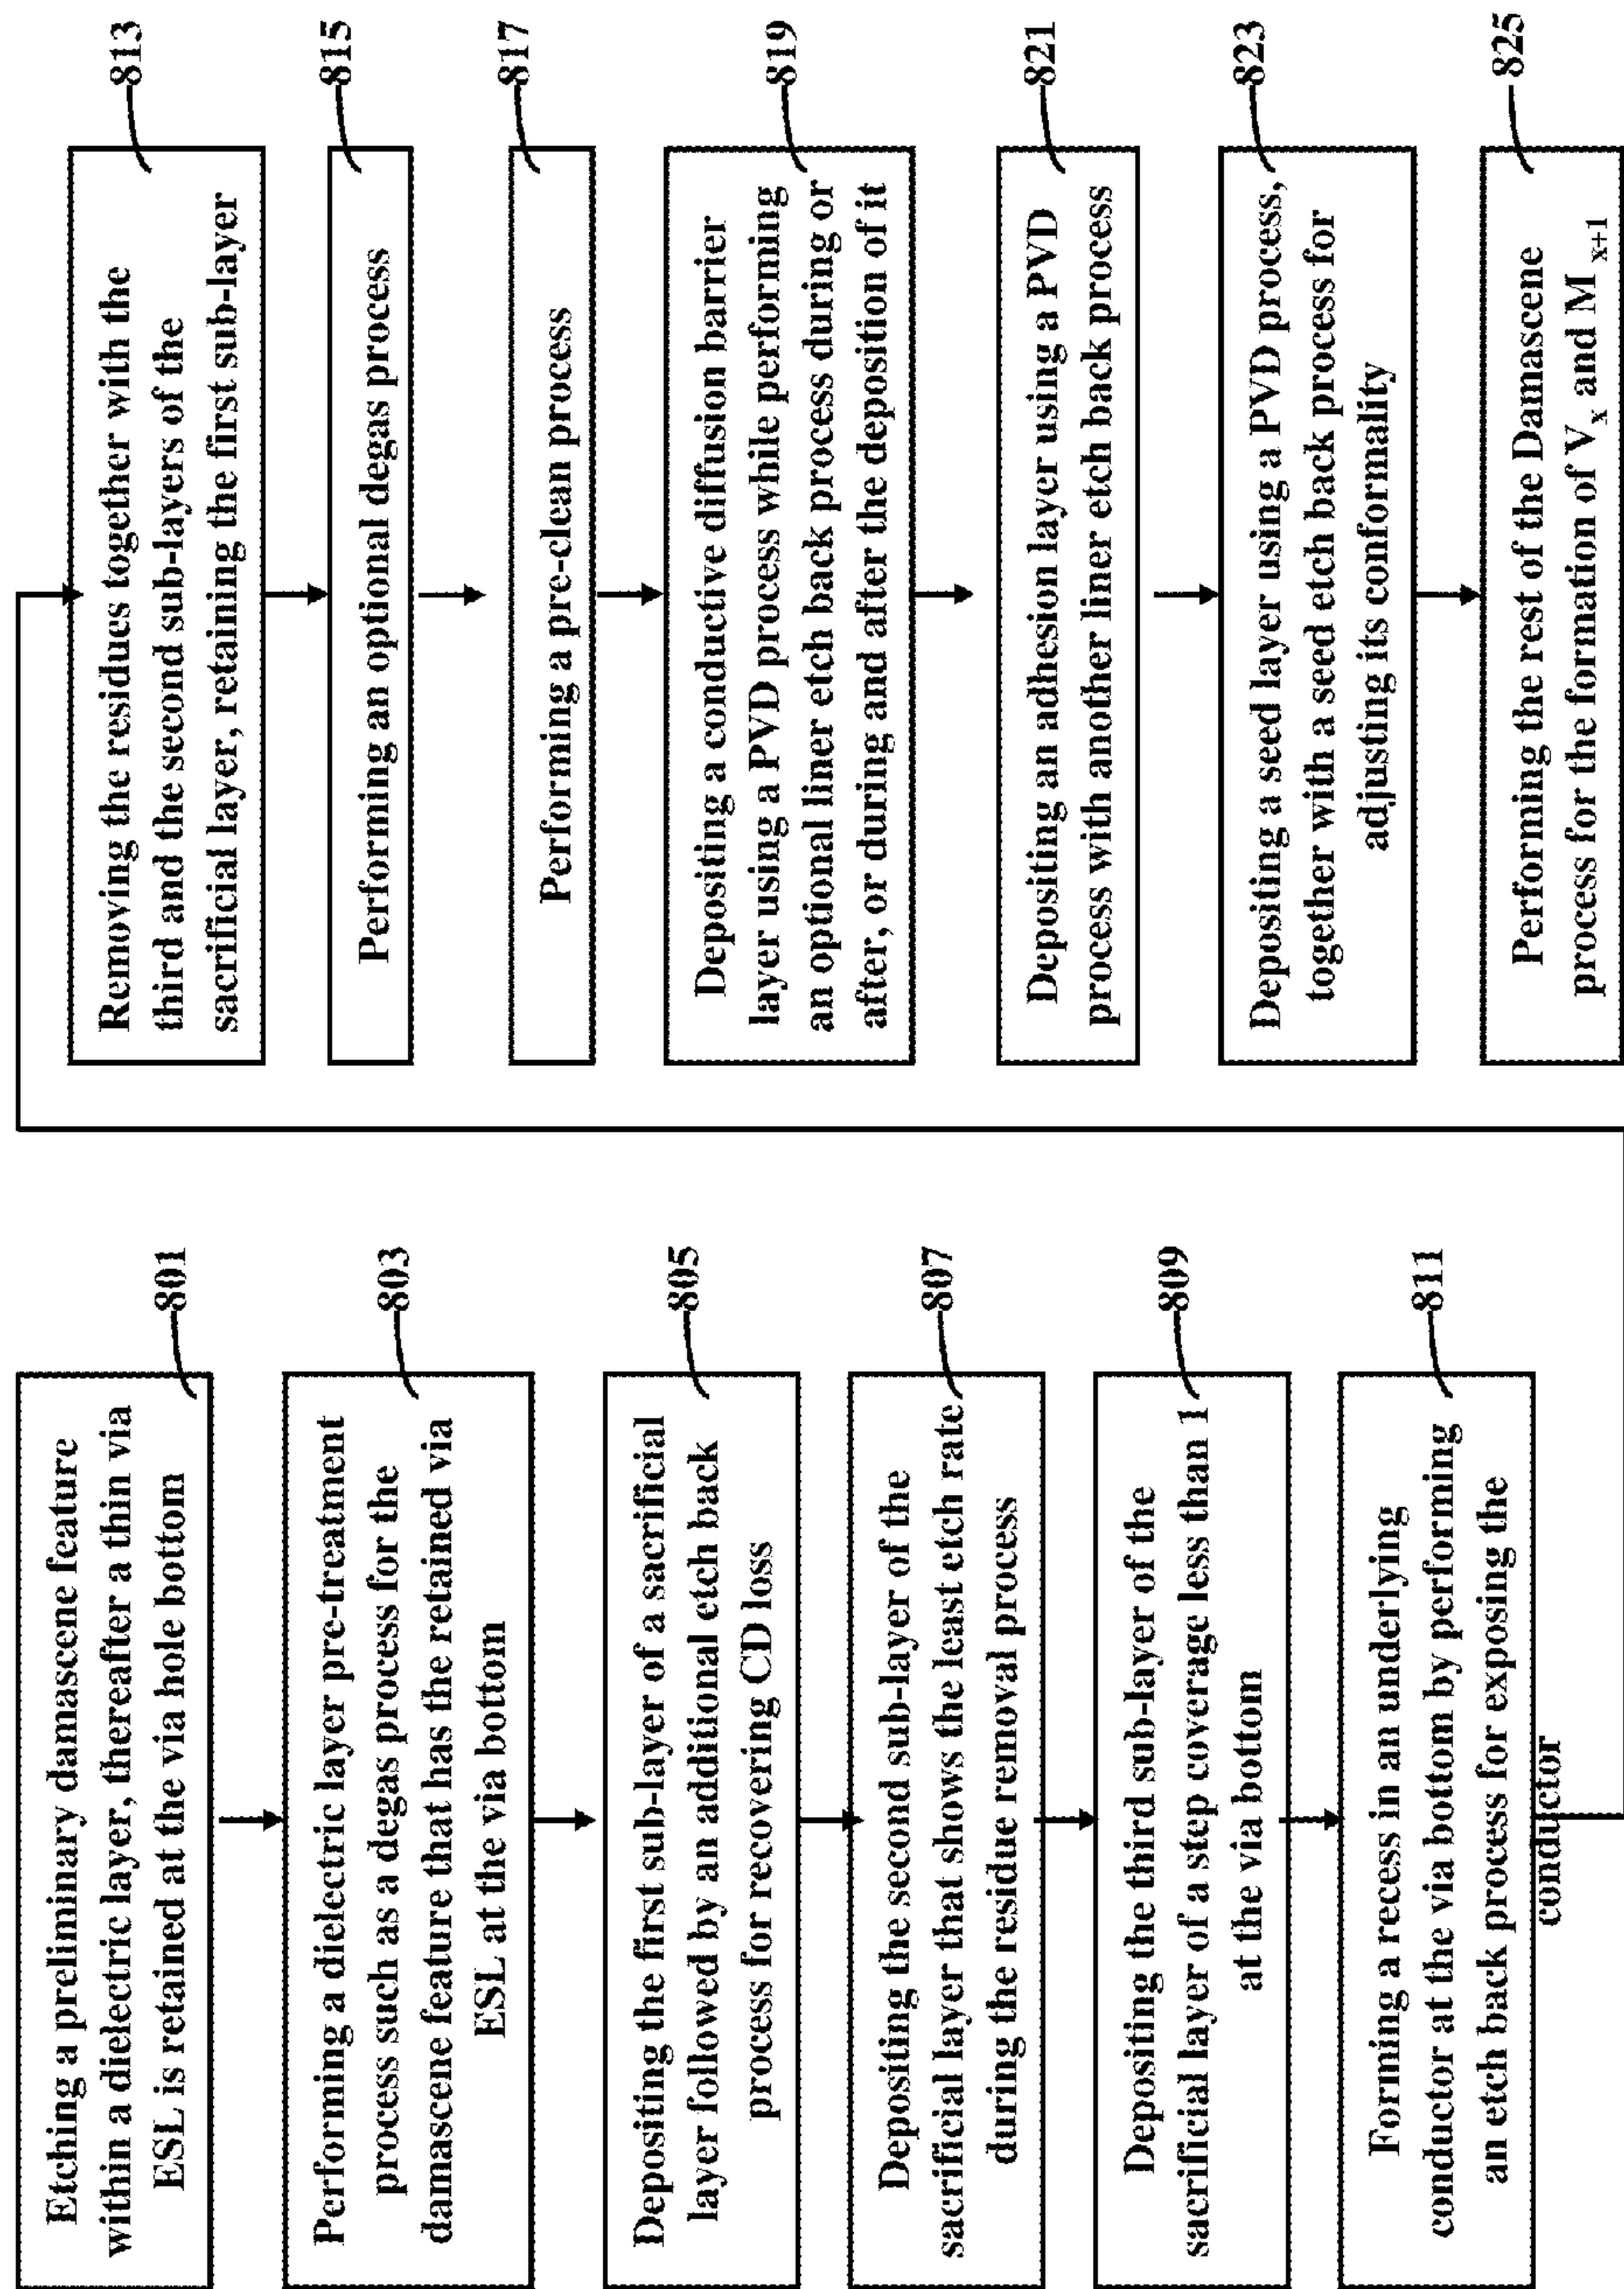 Etching a preliminary damascene feature
within a dielectric layer, thereafter a thin via
ESL is retained at the via hole bottom
801
Performing a dielectric layer pre-treatment
process such as a degas process for the
damascene feature that has the retained via
ESL at the via bottom
803
Depositing the first sub-layer of a sacrificial
layer followed by an additional etch back
process for recovering CD loss
805
Depositing the second sub-layer of the
sacrificial layer that shows the least etch rate
during the residue removal process
807
Depositing the third sub-layer of the
sacrificial layer of a step coverage less than 1
at the via bottom
809
Forming a recess in an underlying
conductor at the via bottom by performing
an etch back process for exposing the
conductor
811
Removing the residues together with the
third and the second sub-layers of the
sacrificial layer, retaining the first sub-layer
813
Performing an optional degas process
815
Performing a pre-clean process
817
Depositing a conductive diffusion barrier
layer using a PVD process while performing
an optional liner etch back process during or
after, or during and after the deposition of it
819
Depositing an adhesion layer using a PVD
process with another liner etch back process
821
Depositing a seed layer using a PVD process,
together with a seed etch back process for
adjusting its conformality
823
Performing the rest of the Damascene
process for the formation of Vx and Mx+1
825